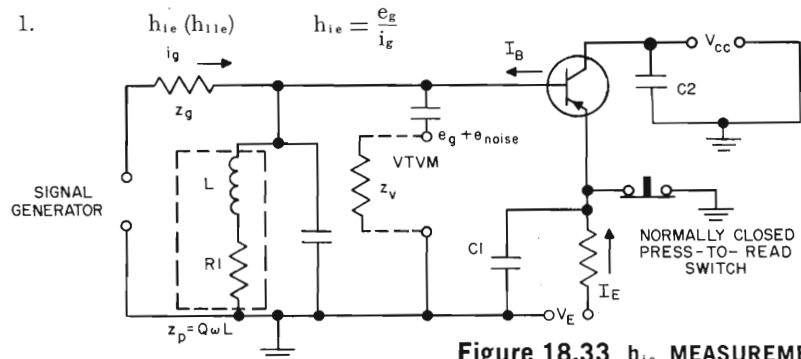 1. h_ie (h_11e) h_ie = e_g / i_g
i_g
z_g
I_B
V_CC
C2
e_g + e_noise
VTVM
z_v
SIGNAL
GENERATOR
L
R1
C1
NORMALLY CLOSED
PRESS-TO-READ
SWITCH
I_E
V_E
z_p = QωL
Figure 18.33 h_ie MEASUREME